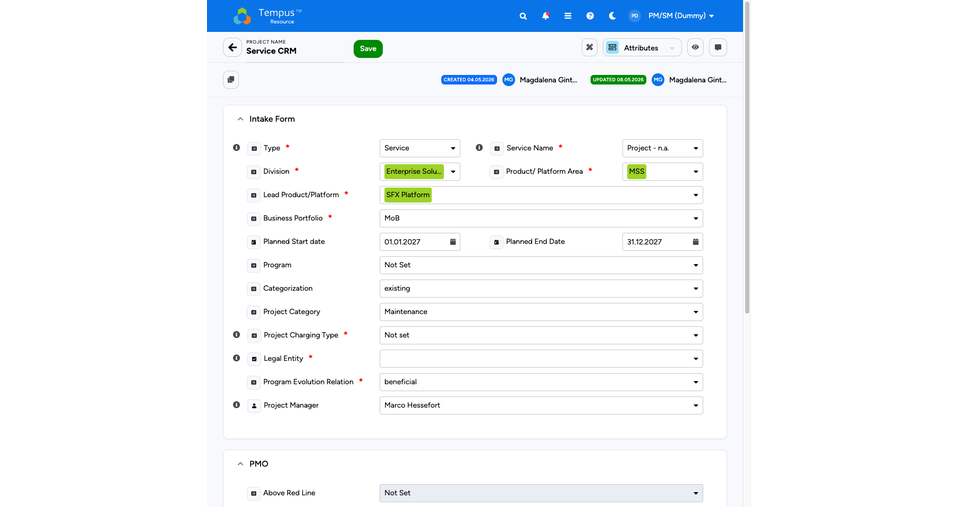 Tempus™
Resource
PD PM/SM (Dummy)
PROJECT NAME
Service CRM
Save
Attributes
CREATED 04.05.2026 MG Magdalena Gint... UPDATED 08.05.2026 MG Magdalena Gint...
Intake Form
Type * Service Service Name * Project - n.a.
Division * Enterprise Solu... Product/ Platform Area * MSS
Lead Product/Platform * SFX Platform
Business Portfolio * MoB
Planned Start date 01.01.2027 Planned End Date 31.12.2027
Program Not Set
Categorization existing
Project Category Maintenance
Project Charging Type * Not set
Legal Entity *
Program Evolution Relation * beneficial
Project Manager Marco Hessefort
PMO
Above Red Line Not Set